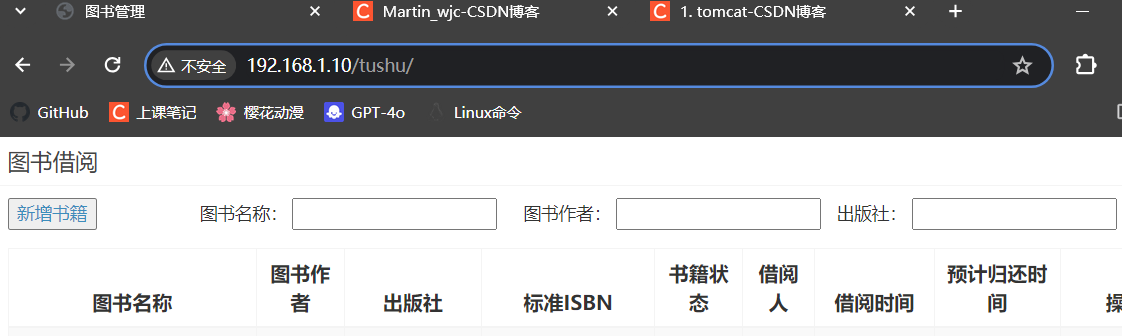 图书管理
Martin_wjc-CSDN博客
1. tomcat-CSDN博客
不安全 192.168.1.10/tushu/
GitHub 上课笔记 樱花动漫 GPT-4o Linux命令
图书借阅
新增书籍 图书名称： 图书作者： 出版社：
图书名称 图书作者 出版社 标准ISBN 书籍状态 借阅人 借阅时间 预计归还时间